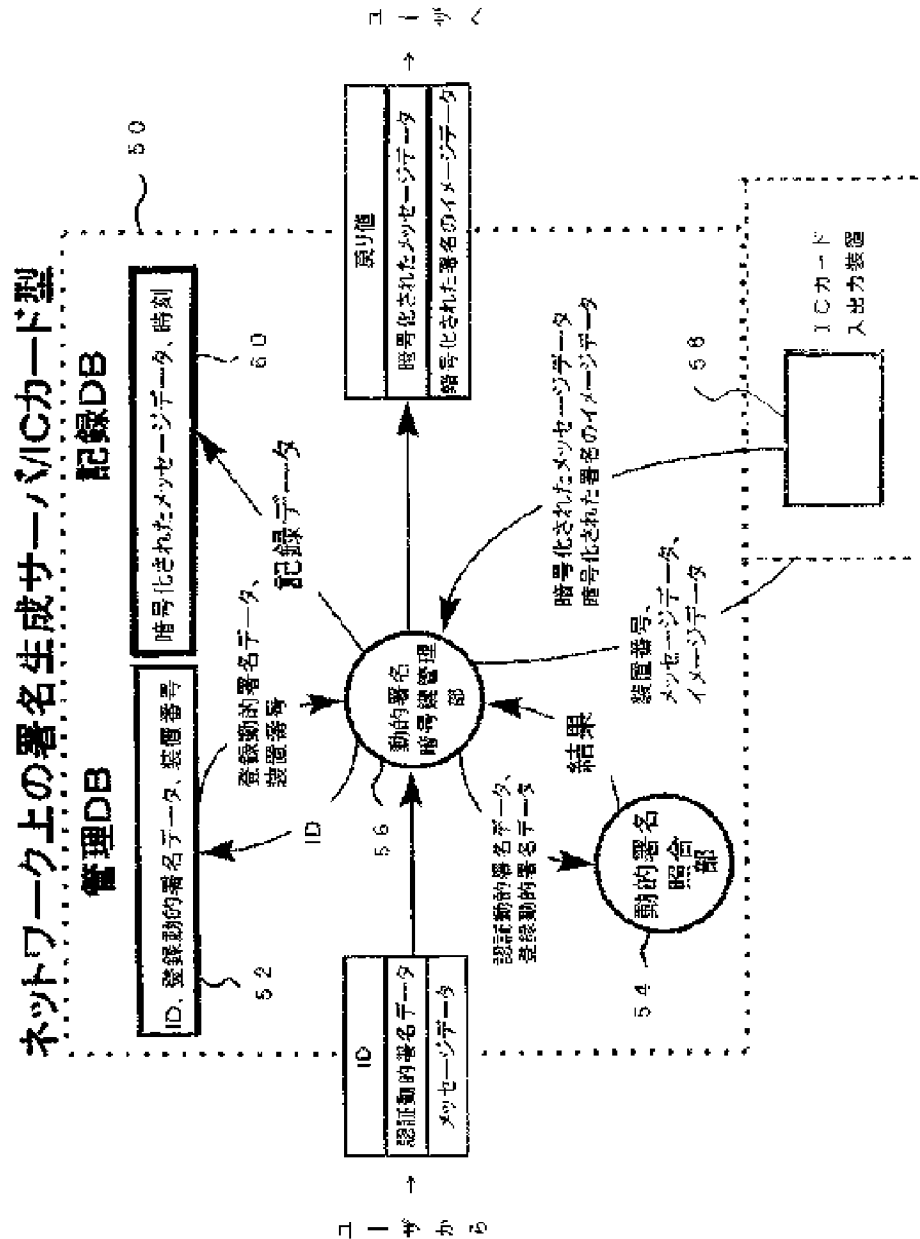 ネットワーク上の署名生成サーバ/ICカード型
管理DB
記録DB
50
ID、登録動的署名データ、装置番号
暗号化されたメッセージデータ、時刻
52
60
ID
登録動的署名データ、
装置番号
記録データ
ユーザから
→
ID
認証動的署名データ
メッセージデータ
56
動的署名
暗号鍵管理
部
戻り値
暗号化されたメッセージデータ
暗号化された署名のイメージデータ
→
ユーザへ
認証動的署名データ、
登録動的署名データ
結果
54
動的署名
照合
部
装置番号、
メッセージデータ、
イメージデータ
暗号化されたメッセージデータ
暗号化された署名のイメージデータ
58
ICカード
入出力装置